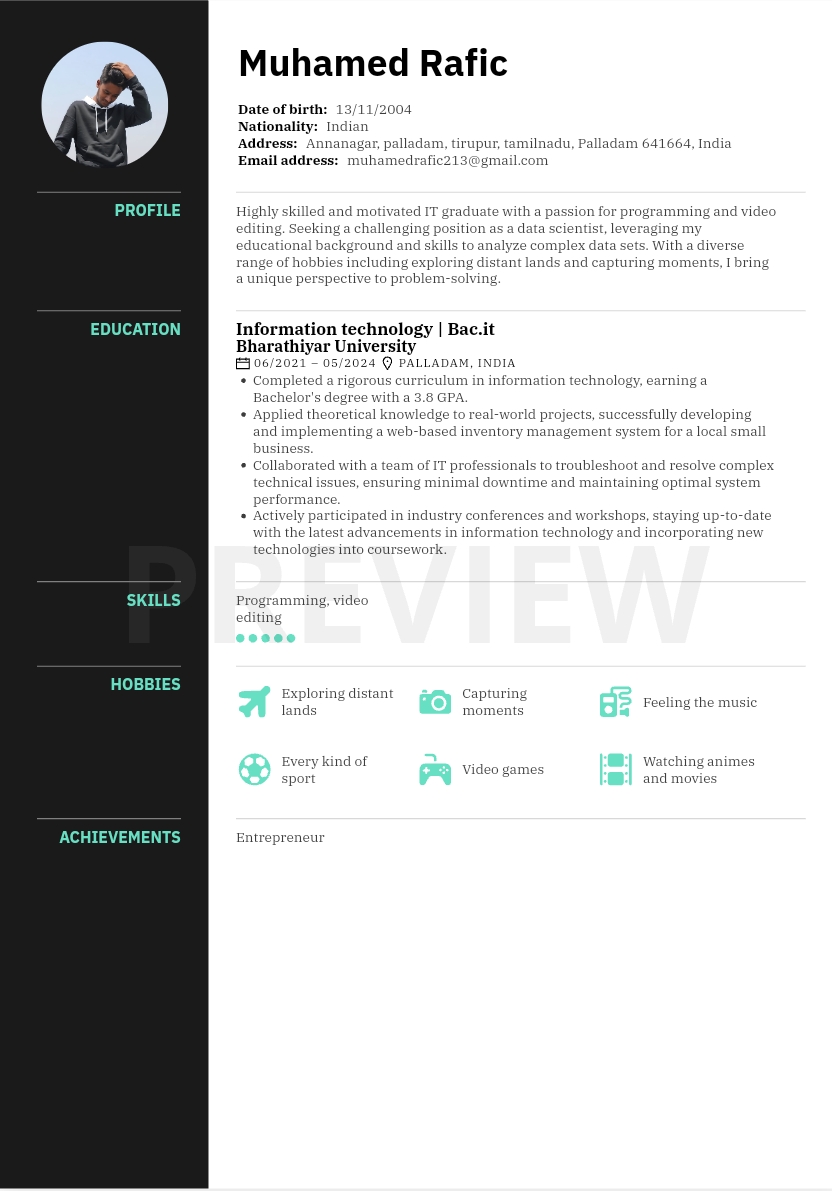 Muhamed Rafic
Date of birth: 13/11/2004
Nationality: Indian
Address: Annanagar, palladam, tirupur, tamilnadu, Palladam 641664, India
Email address: muhamedrafic213@gmail.com
PROFILE
Highly skilled and motivated IT graduate with a passion for programming and video
editing. Seeking a challenging position as a data scientist, leveraging my
educational background and skills to analyze complex data sets. With a diverse
range of hobbies including exploring distant lands and capturing moments, I bring
a unique perspective to problem-solving.
EDUCATION
Information technology | Bac.it
Bharathiyar University
06/2021 – 05/2024 PALLADAM, INDIA
• Completed a rigorous curriculum in information technology, earning a
Bachelor's degree with a 3.8 GPA.
• Applied theoretical knowledge to real-world projects, successfully developing
and implementing a web-based inventory management system for a local small
business.
• Collaborated with a team of IT professionals to troubleshoot and resolve complex
technical issues, ensuring minimal downtime and maintaining optimal system
performance.
• Actively participated in industry conferences and workshops, staying up-to-date
with the latest advancements in information technology and incorporating new
technologies into coursework.
PREVIEW
SKILLS
Programming, video
editing
HOBBIES
Exploring distant
lands
Capturing
moments
Feeling the music
Every kind of
sport
Video games
Watching animes
and movies
ACHIEVEMENTS
Entrepreneur